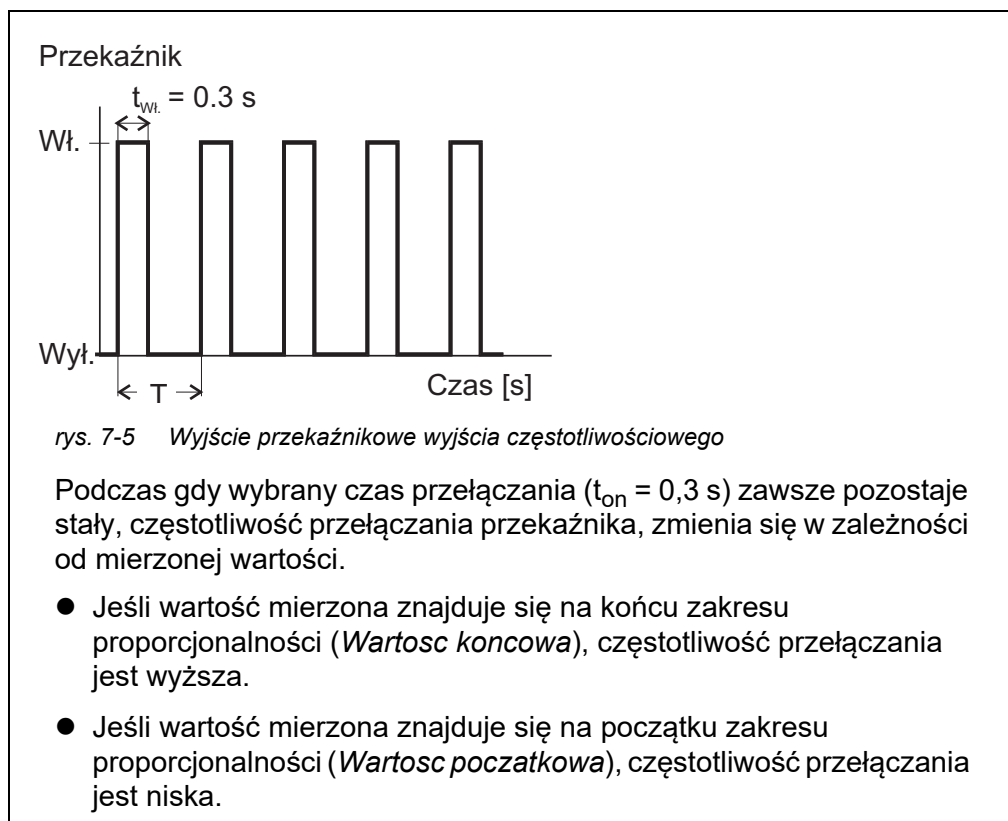 Przekaźnik
tWł. = 0.3 s
Wł.
Wył.
T
Czas [s]
rys. 7-5 Wyjście przekaźnikowe wyjścia częstotliwościowego
Podczas gdy wybrany czas przełączania (ton = 0,3 s) zawsze pozostaje
stały, częstotliwość przełączania przekaźnika, zmienia się w zależności
od mierzonej wartości.
● Jeśli wartość mierzona znajduje się na końcu zakresu
proporcjonalności (Wartosc koncowa), częstotliwość przełączania
jest wyższa.
● Jeśli wartość mierzona znajduje się na początku zakresu
proporcjonalności (Wartosc poczatkowa), częstotliwość przełączania
jest niska.